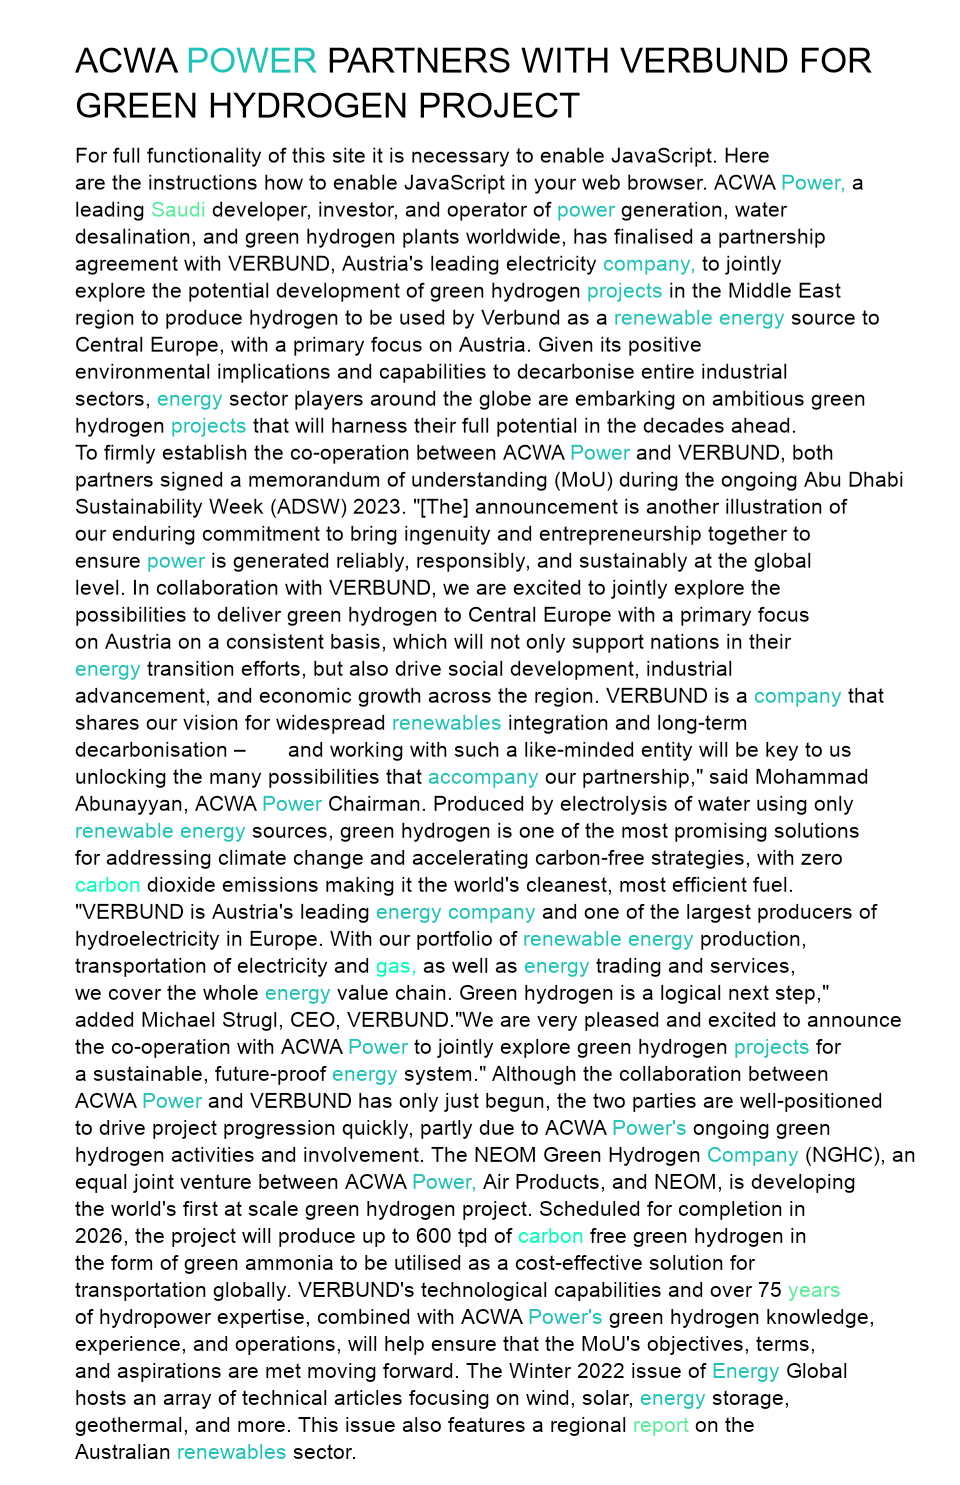 ACWA POWER PARTNERS WITH VERBUND FOR
GREEN HYDROGEN PROJECT
For full functionality of this site it is necessary to enable JavaScript. Here
are the instructions how to enable JavaScript in your web browser. ACWA Power, a
leading Saudi developer, investor, and operator of power generation, water
desalination, and green hydrogen plants worldwide, has finalised a partnership
agreement with VERBUND, Austria's leading electricity company, to jointly
explore the potential development of green hydrogen projects in the Middle East
region to produce hydrogen to be used by Verbund as a renewable energy source to
Central Europe, with a primary focus on Austria. Given its positive
environmental implications and capabilities to decarbonise entire industrial
sectors, energy sector players around the globe are embarking on ambitious green
hydrogen projects that will harness their full potential in the decades ahead.
To firmly establish the co-operation between ACWA Power and VERBUND, both
partners signed a memorandum of understanding (MoU) during the ongoing Abu Dhabi
Sustainability Week (ADSW) 2023. "[The] announcement is another illustration of
our enduring commitment to bring ingenuity and entrepreneurship together to
ensure power is generated reliably, responsibly, and sustainably at the global
level. In collaboration with VERBUND, we are excited to jointly explore the
possibilities to deliver green hydrogen to Central Europe with a primary focus
on Austria on a consistent basis, which will not only support nations in their
energy transition efforts, but also drive social development, industrial
advancement, and economic growth across the region. VERBUND is a company that
shares our vision for widespread renewables integration and long-term
decarbonisation – and working with such a like-minded entity will be key to us
unlocking the many possibilities that accompany our partnership," said Mohammad
Abunayyan, ACWA Power Chairman. Produced by electrolysis of water using only
renewable energy sources, green hydrogen is one of the most promising solutions
for addressing climate change and accelerating carbon-free strategies, with zero
carbon dioxide emissions making it the world's cleanest, most efficient fuel.
"VERBUND is Austria's leading energy company and one of the largest producers of
hydroelectricity in Europe. With our portfolio of renewable energy production,
transportation of electricity and gas, as well as energy trading and services,
we cover the whole energy value chain. Green hydrogen is a logical next step,"
added Michael Strugl, CEO, VERBUND."We are very pleased and excited to announce
the co-operation with ACWA Power to jointly explore green hydrogen projects for
a sustainable, future-proof energy system." Although the collaboration between
ACWA Power and VERBUND has only just begun, the two parties are well-positioned
to drive project progression quickly, partly due to ACWA Power's ongoing green
hydrogen activities and involvement. The NEOM Green Hydrogen Company (NGHC), an
equal joint venture between ACWA Power, Air Products, and NEOM, is developing
the world's first at scale green hydrogen project. Scheduled for completion in
2026, the project will produce up to 600 tpd of carbon free green hydrogen in
the form of green ammonia to be utilised as a cost-effective solution for
transportation globally. VERBUND's technological capabilities and over 75 years
of hydropower expertise, combined with ACWA Power's green hydrogen knowledge,
experience, and operations, will help ensure that the MoU's objectives, terms,
and aspirations are met moving forward. The Winter 2022 issue of Energy Global
hosts an array of technical articles focusing on wind, solar, energy storage,
geothermal, and more. This issue also features a regional report on the
Australian renewables sector.